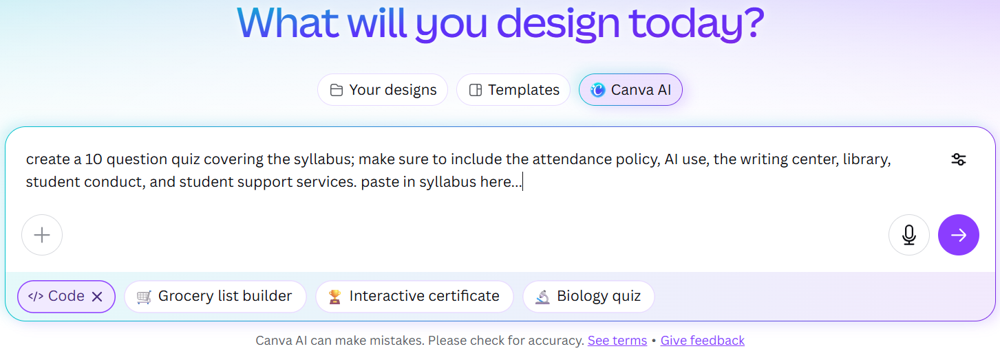 What will you design today?
Your designs
Templates
Canva AI
create a 10 question quiz covering the syllabus; make sure to include the attendance policy, AI use, the writing center, library,
student conduct, and student support services. paste in syllabus here...
</> Code
Grocery list builder
Interactive certificate
Biology quiz
Canva AI can make mistakes. Please check for accuracy. See terms • Give feedback